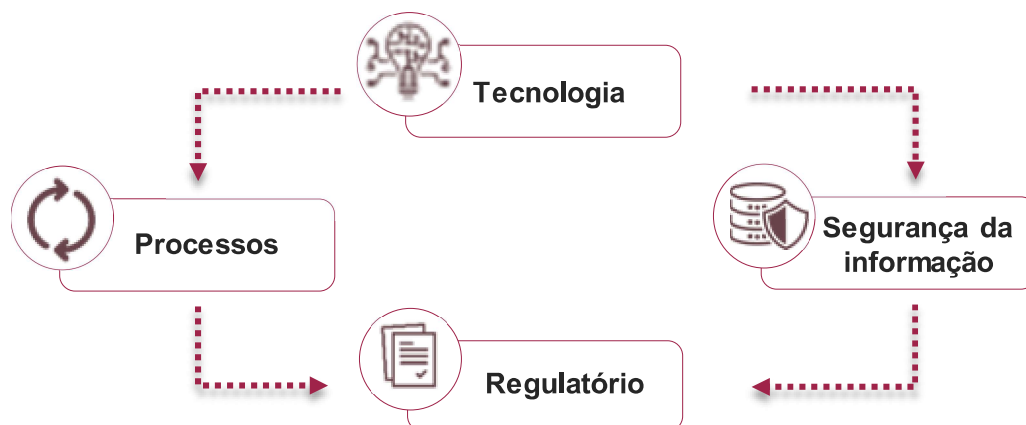 Tecnologia
Processos
Segurança da
informação
Regulatório